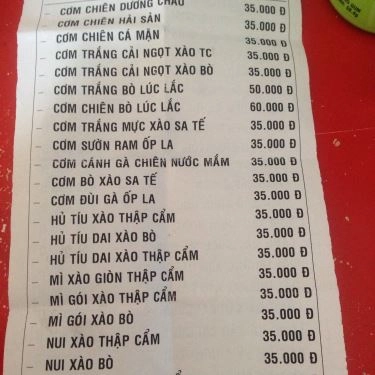 CƠM CHIÊN DƯƠNG CHÂU 35.000 Đ
CƠM CHIÊN HẢI SẢN 35.000 Đ
CƠM CHIÊN CÁ MẶN 35.000 Đ
– CƠM TRẮNG CẢI NGỌT XÀO TC 35.000 Đ
– CƠM TRẮNG CẢI NGỌT XÀO BÒ 35.000 Đ
– CƠM TRẮNG BÒ LÚC LẮC 50.000 Đ
– CƠM CHIÊN BÒ LÚC LẮC 60.000 Đ
– CƠM TRẮNG MỰC XÀO SA TẾ 35.000 Đ
– CƠM SƯỜN RAM ỐP LA 35.000 Đ
– CƠM CÁNH GÀ CHIÊN NƯỚC MẮM 35.000 Đ
– CƠM BÒ XÀO SA TẾ 35.000 Đ
– CƠM ĐÙI GÀ ỐP LA 35.000 Đ
– HỦ TÍU XÀO THẬP CẨM 35.000 Đ
– HỦ TÍU DAI XÀO BÒ 35.000 Đ
– HỦ TÍU DAI XÀO THẬP CẨM 35.000 Đ
– MÌ XÀO GIÒN THẬP CẨM 35.000 Đ
– MÌ GÓI XÀO THẬP CẨM 35.000 Đ
– MÌ GÓI XÀO BÒ 35.000 Đ
– NUI XÀO THẬP CẨM 35.000 Đ
– NUI XÀO BÒ 35.000 Đ